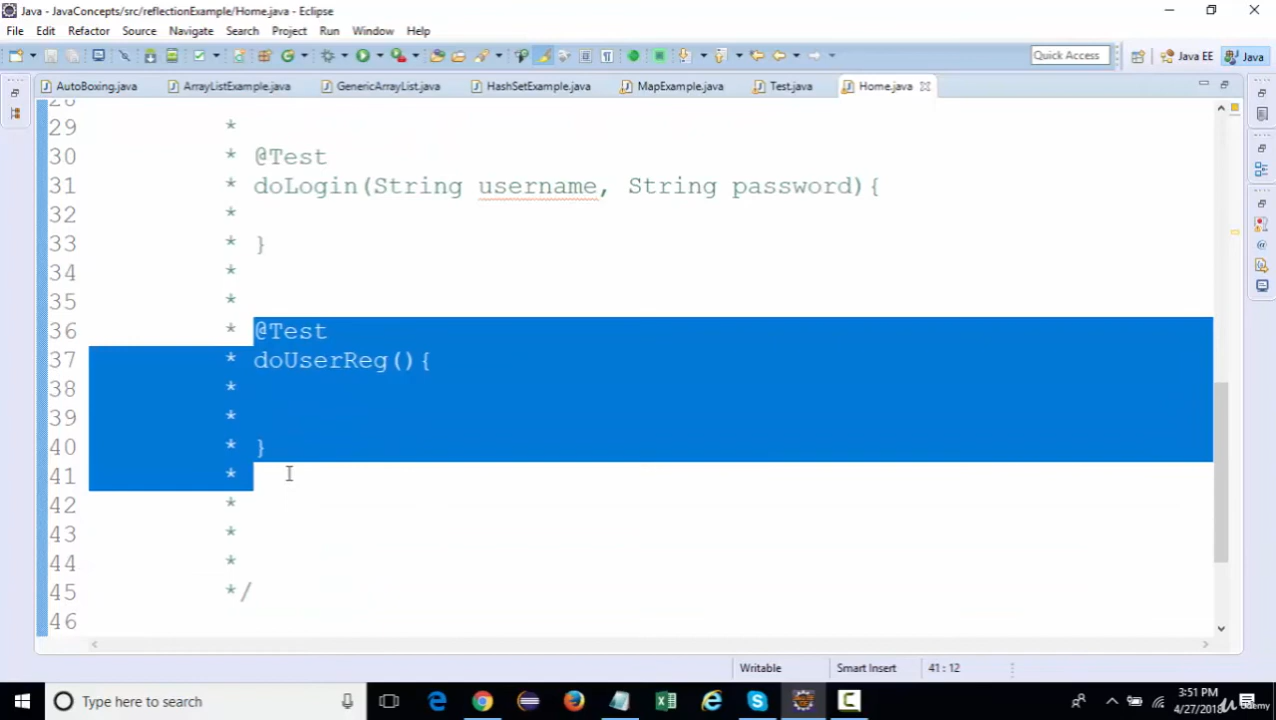 Java - JavaConcepts/src/reflectionExample/Home.java - Eclipse
File Edit Refactor Source Navigate Search Project Run Window Help
Quick Access Java EE Java
AutoBoxing.java ArrayListExample.java GenericArrayList.java HashSetExample.java MapExample.java Test.java Home.java
28
29 *
30 * @Test
31 * doLogin(String username, String password){
32 *
33 * }
34 *
35 *
36 * @Test
37 * doUserReg(){
38 *
39 *
40 * }
41 *
42 *
43 *
44 *
45 */
46
Writable Smart Insert 41 : 12
Type here to search
3:51 PM
4/27/2018
Udemy